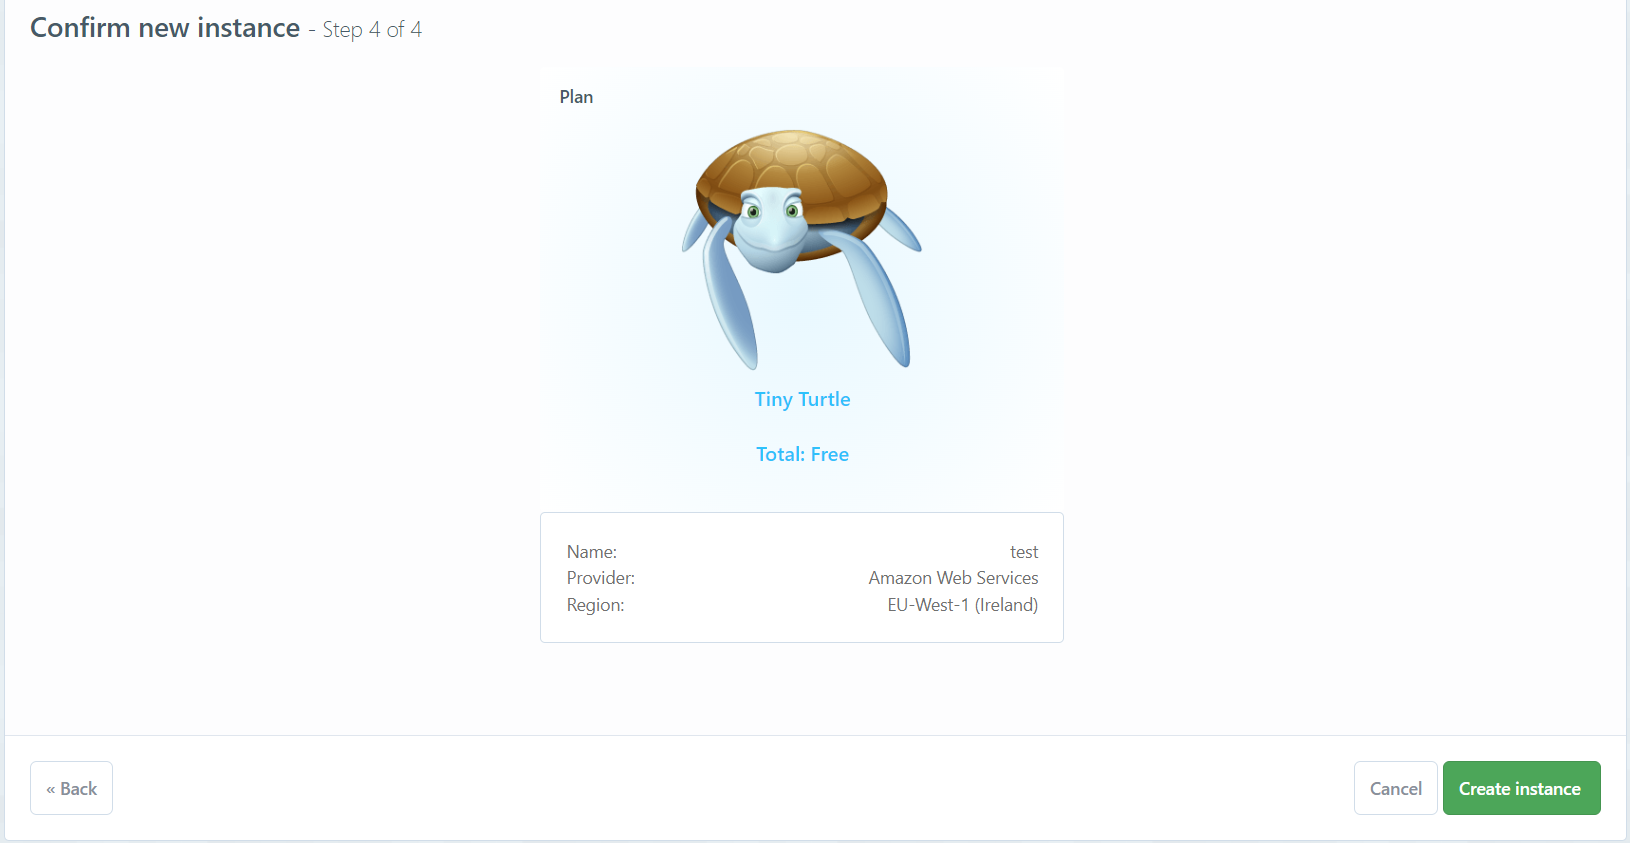 Confirm new instance - Step 4 of 4
Plan
Tiny Turtle
Total: Free
Name: test
Provider: Amazon Web Services
Region: EU-West-1 (Ireland)
« Back Cancel Create instance